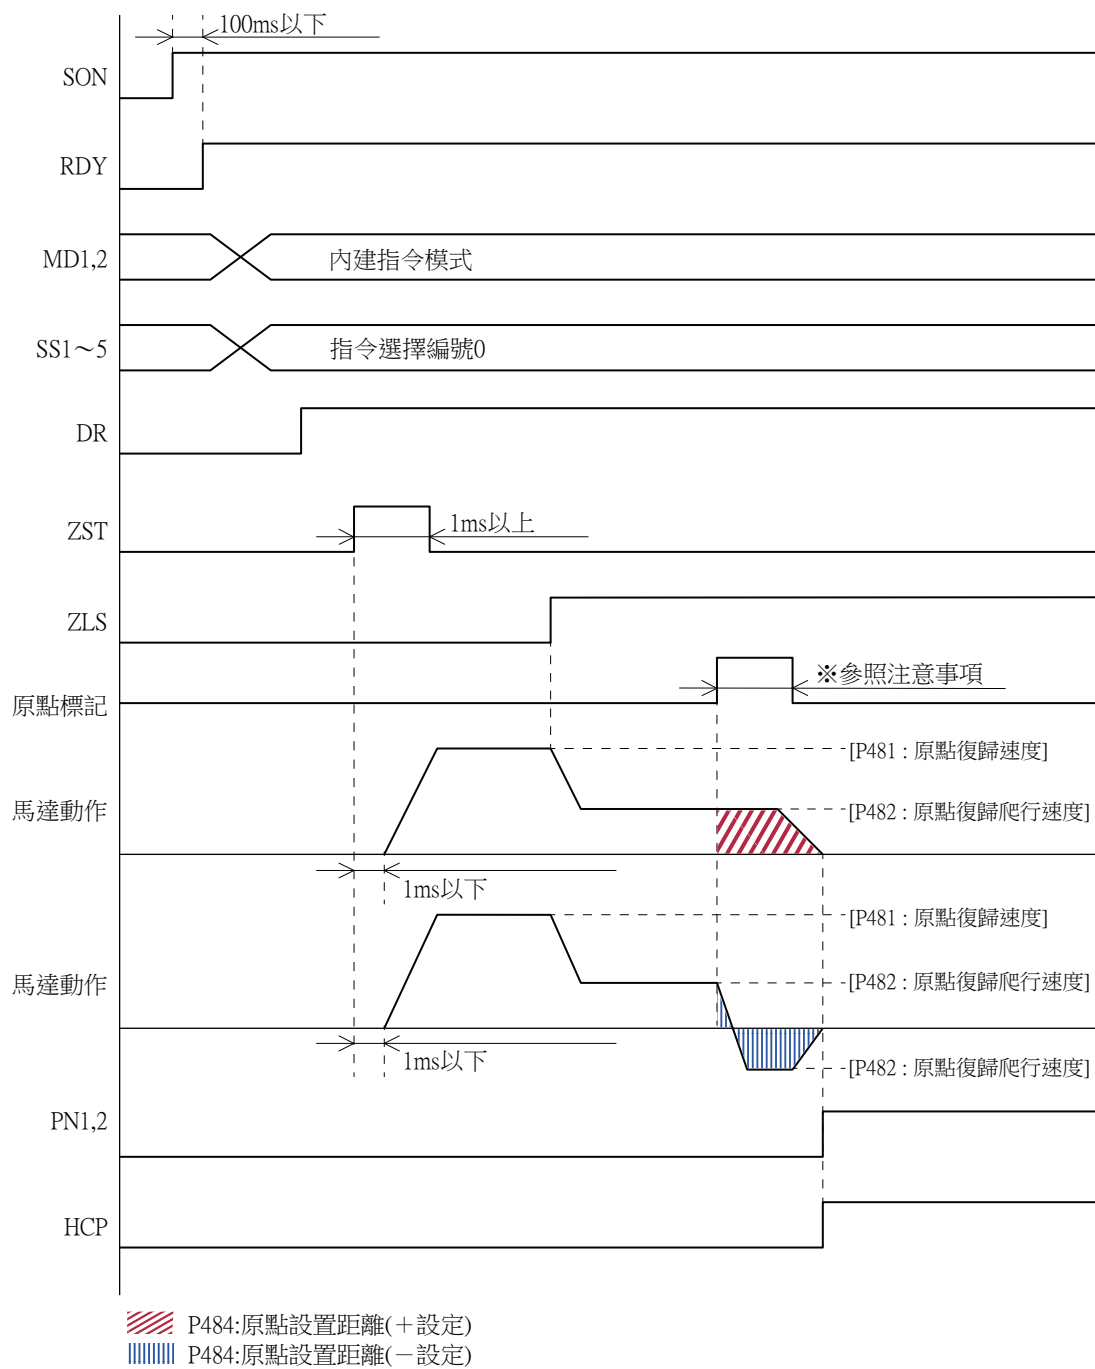 100ms以下
SON
RDY
MD1,2
內建指令模式
SS1～5
指令選擇編號0
DR
ZST
1ms以上
ZLS
原點標記
※參照注意事項
[P481 : 原點復歸速度]
馬達動作
[P482 : 原點復歸爬行速度]
1ms以下
[P481 : 原點復歸速度]
馬達動作
[P482 : 原點復歸爬行速度]
1ms以下
[P482 : 原點復歸爬行速度]
PN1,2
HCP
P484:原點設置距離(＋設定)
P484:原點設置距離(－設定)